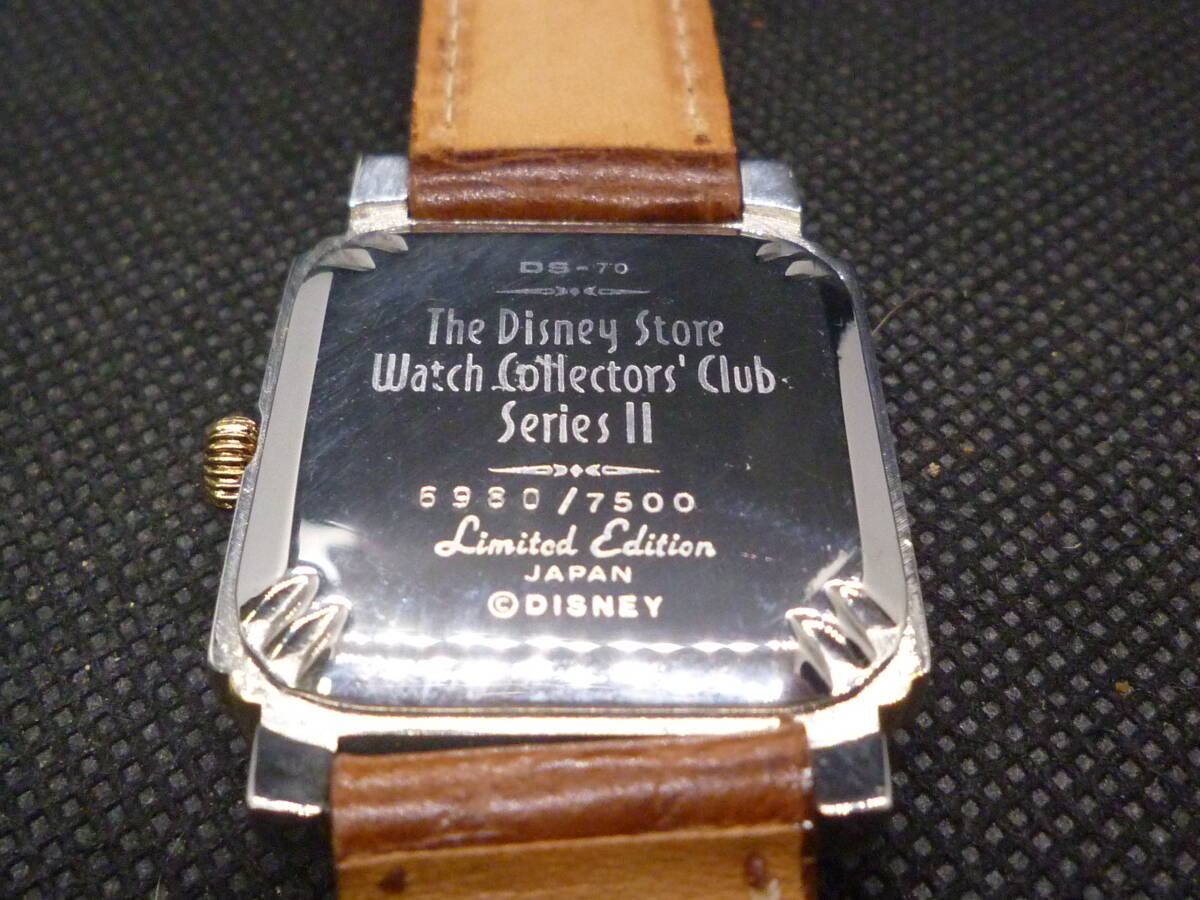 DS-70
The Disney Store
Watch Collectors' Club
Series II
6980/7500
Limited Edition
JAPAN
©DISNEY